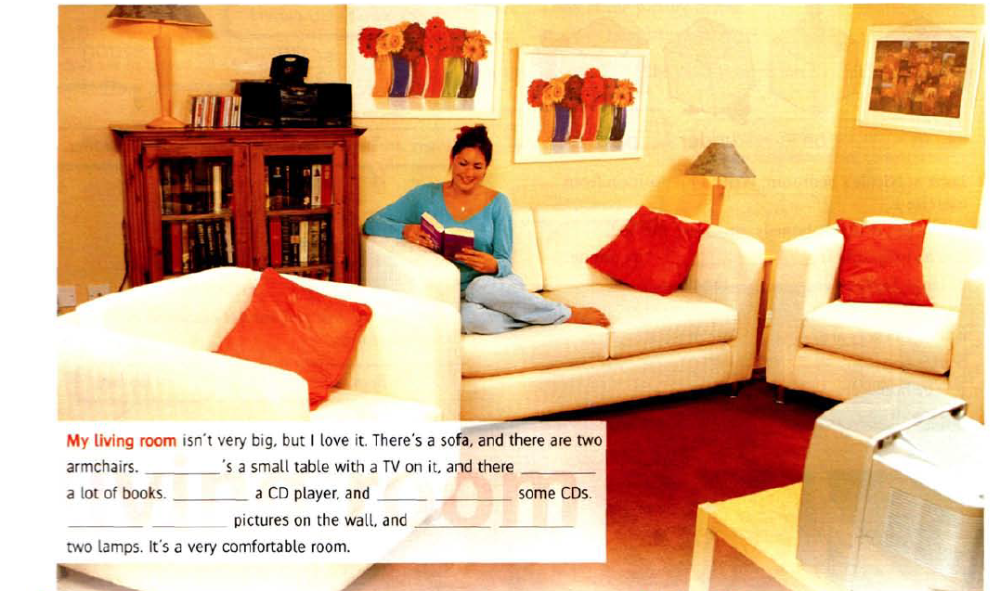 My living room isn't very big, but I love it. There's a sofa, and there are two
armchairs. ________'s a small table with a TV on it, and there ________
a lot of books. ________ a CD player, and ________ ________ some CDs.
________ ________ pictures on the wall, and ________ ________
two lamps. It's a very comfortable room.